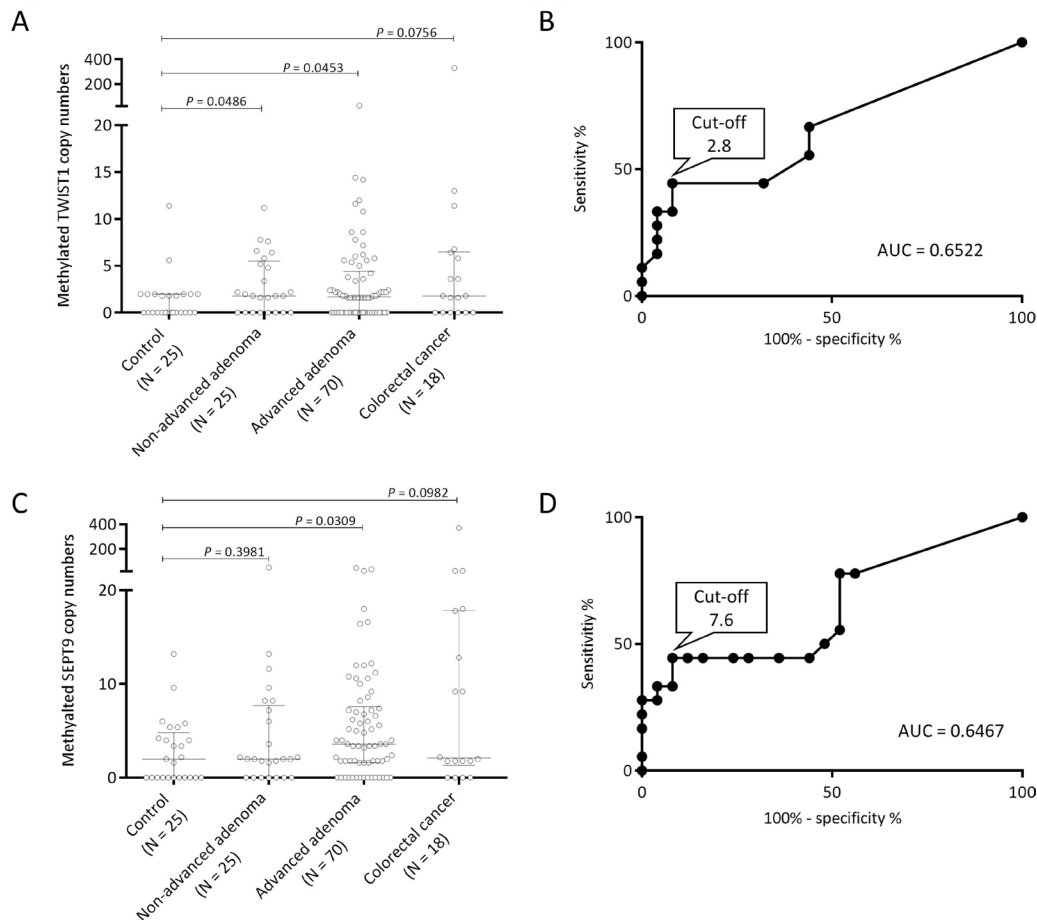 A
P = 0.0756
P = 0.0453
P = 0.0486
400
200
20
15
10
5
0
Methylated TWIST1 copy numbers
Control
(N = 25)
Non-advanced adenoma
(N = 25)
Advanced adenoma
(N = 70)
Colorectal cancer
(N = 18)
B
100
50
0
Sensitivity %
Cut-off
2.8
AUC = 0.6522
0
50
100
100% - specificity %
C
P = 0.0982
P = 0.0309
P = 0.3981
400
200
20
10
0
Methyalted SEPT9 copy numbers
Control
(N = 25)
Non-advanced adenoma
(N = 25)
Advanced adenoma
(N = 70)
Colorectal cancer
(N = 18)
D
100
50
0
Sensitivitiy %
Cut-off
7.6
AUC = 0.6467
0
50
100
100% - specificity %